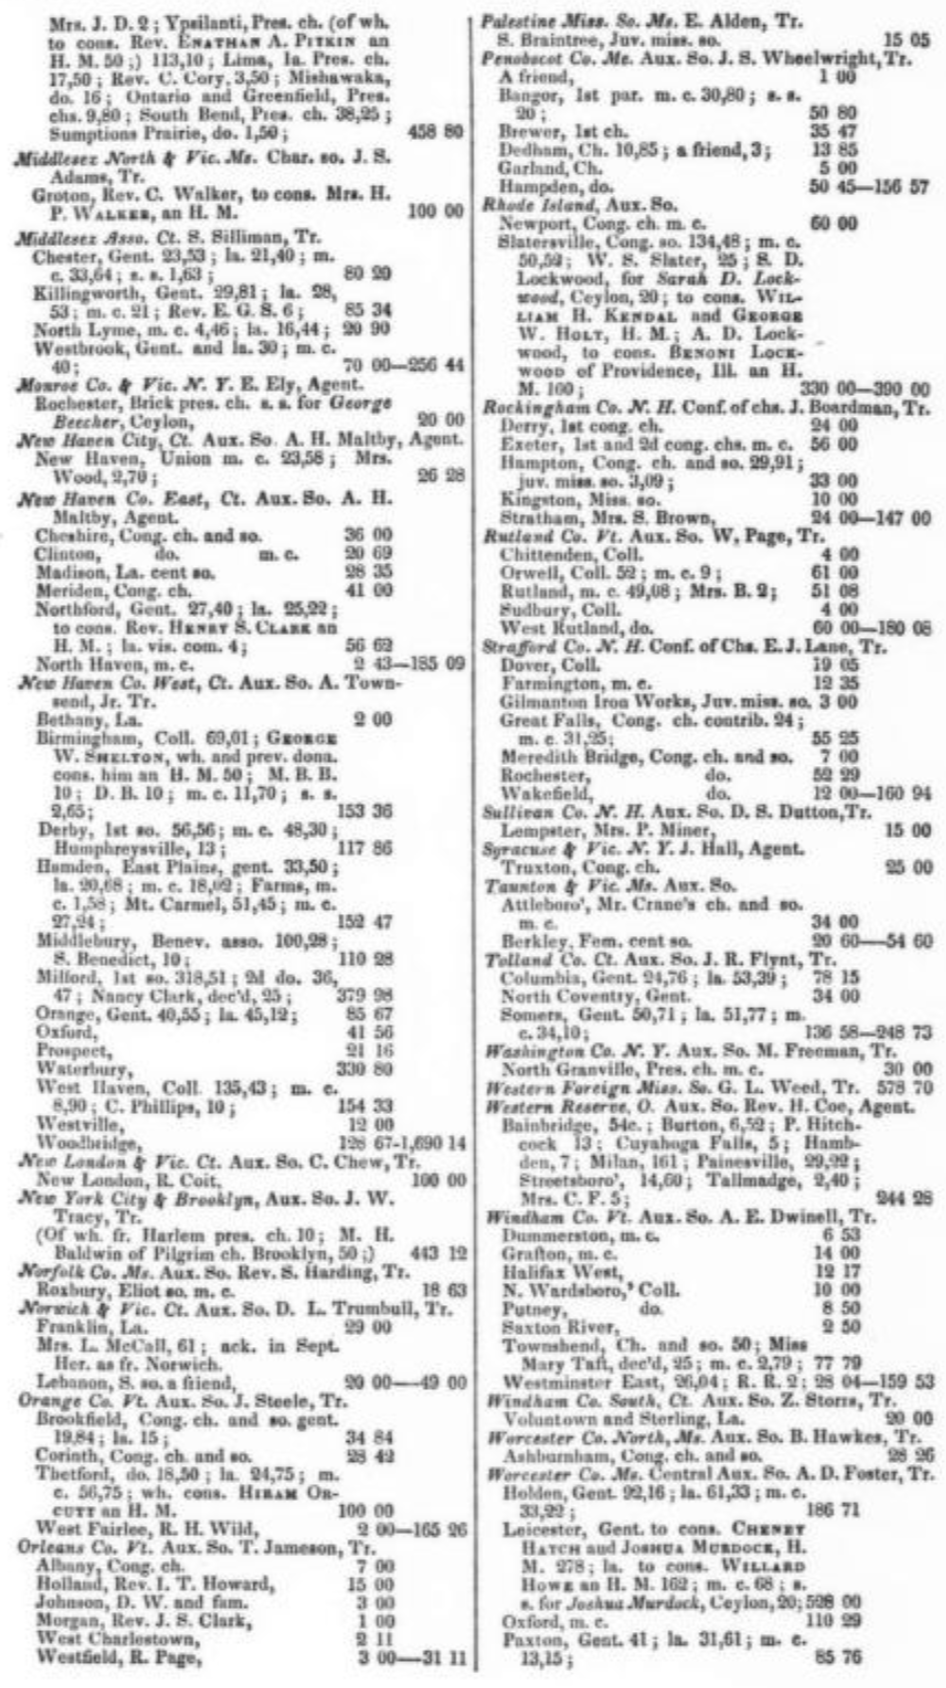 Mrs. J. D. 2; Ypsilanti, Pres. ch. (of wh.
to cons. Rev. ENATHAN A. PITKIN an
H. M. 50;) 113,10; Lima, Ia. Pres. ch.
17,50; Rev. C. Cory, 3,50; Mishawaka,
do. 16; Ontario and Greenfield, Pres.
chs. 9,80; South Bend, Pres. ch. 38,25;
Sumptions Prairie, do. 1,50; 458 80
Middlesex North & Vic. Ms. Char. so. J. S.
Adams, Tr.
Groton, Rev. C. Walker, to cons. Mrs. H.
P. WALKER, an H. M. 100 00
Middlesex Asso. Ct. S. Silliman, Tr.
Chester, Gent. 23,53; la. 21,40; m.
c. 33,64; s. s. 1,63; 80 20
Killingworth, Gent. 29,81; la. 28,
53; m. c. 21; Rev. E. G. S. 6; 85 34
North Lyme, m. c. 4,46; la. 16,44; 20 90
Westbrook, Gent. and la. 30; m. c.
40; 70 00—256 44
Monroe Co. & Vic. N. Y. E. Ely, Agent.
Rochester, Brick pres. ch. s. s. for George
Beecher, Ceylon, 20 00
New Haven City, Ct. Aux. So. A. H. Maltby, Agent.
New Haven, Union m. c. 23,58; Mrs.
Wood, 2,70; 26 28
New Haven Co. East, Ct. Aux. So. A. H.
Maltby, Agent.
Cheshire, Cong. ch. and so. 36 00
Clinton, do. m. c. 20 69
Madison, La. cent so. 28 35
Meriden, Cong. ch. 41 00
Northford, Gent. 27,40; la. 25,22;
to cons. Rev. HENRY S. CLARK an
H. M.; la. vis. com. 4; 56 62
North Haven, m. c. 2 43—185 09
New Haven Co. West, Ct. Aux. So. A. Town-
send, Jr. Tr.
Bethany, La. 2 00
Birmingham, Coll. 69,01; GEORGE
W. SHELTON, wh. and prev. dona.
cons. him an H. M. 50; M. B. B.
10; D. B. 10; m. c. 11,70; s. s.
2,65; 153 36
Derby, 1st so. 56,56; m. c. 48,30;
Humphreysville, 13; 117 86
Hamden, East Plains, gent. 33,50;
la. 20,68; m. c. 18,02; Farms, m.
c. 1,58; Mt. Carmel, 51,45; m. c.
27,24; 152 47
Middlebury, Benev. asso. 100,28;
S. Benedict, 10; 110 28
Milford, 1st so. 318,51; 2d do. 36,
47; Nancy Clark, dec'd, 25; 379 98
Orange, Gent. 40,55; la. 45,12; 85 67
Oxford, 41 56
Prospect, 21 16
Waterbury, 330 80
West Haven, Coll. 135,43; m. c.
8,90; C. Phillips, 10; 154 33
Westville, 12 00
Woodbridge, 128 67-1,690 14
New London & Vic. Ct. Aux. So. C. Chew, Tr.
New London, R. Coit, 100 00
New York City & Brooklyn, Aux. So. J. W.
Tracy, Tr.
(Of wh. fr. Harlem pres. ch. 10; M. H.
Baldwin of Pilgrim ch. Brooklyn, 50;) 443 12
Norfolk Co. Ms. Aux. So. Rev. S. Harding, Tr.
Roxbury, Eliot so. m. c. 18 63
Norwich & Vic. Ct. Aux. So. D. L. Trumbull, Tr.
Franklin, La. 29 00
Mrs. L. McCall, 61; ack. in Sept.
Her. as fr. Norwich.
Lebanon, S. so. a friend, 20 00—49 00
Orange Co. Vt. Aux. So. J. Steele, Tr.
Brookfield, Cong. ch. and so. gent.
19,84; la. 15; 34 84
Corinth, Cong. ch. and so. 28 42
Thetford, do. 18,50; la. 24,75; m.
c. 56,75; wh. cons. HIRAM OR-
CUTT an H. M. 100 00
West Fairlee, R. H. Wild, 2 00—165 26
Orleans Co. Vt. Aux. So. T. Jameson, Tr.
Albany, Cong. ch. 7 00
Holland, Rev. I. T. Howard, 15 00
Johnson, D. W. and fam. 3 00
Morgan, Rev. J. S. Clark, 1 00
West Charlestown, 2 11
Westfield, R. Page, 3 00—31 11
Palestine Miss. So. Ms. E. Alden, Tr.
S. Braintree, Juv. miss. so. 15 05
Penobscot Co. Me. Aux. So. J. S. Wheelwright, Tr.
A friend, 1 00
Bangor, 1st par. m. c. 30,80; s. s.
20; 50 80
Brewer, 1st ch. 35 47
Dedham, Ch. 10,85; a friend, 3; 13 85
Garland, Ch. 5 00
Hampden, do. 50 45—156 57
Rhode Island, Aux. So.
Newport, Cong. ch. m. c. 60 00
Slatersville, Cong. so. 134,48; m. c.
50,52; W. S. Slater, 25; S. D.
Lockwood, for Sarah D. Lock-
wood, Ceylon, 20; to cons. WIL-
LIAM H. KENDAL and GEORGE
W. HOLT, H. M.; A. D. Lock-
wood, to cons. BENONI LOCK-
WOOD of Providence, Ill. an H.
M. 100; 330 00—390 00
Rockingham Co. N. H. Conf. of chs. J. Boardman, Tr.
Derry, 1st cong. ch. 24 00
Exeter, 1st and 2d cong. chs. m. c. 56 00
Hampton, Cong. ch. and so. 29,91;
juv. miss. so. 3,09; 33 00
Kingston, Miss. so. 10 00
Stratham, Mrs. S. Brown, 24 00—147 00
Rutland Co. Vt. Aux. So. W. Page, Tr.
Chittenden, Coll. 4 00
Orwell, Coll. 52; m. c. 9; 61 00
Rutland, m. c. 49,08; Mrs. B. 2; 51 08
Sudbury, Coll. 4 00
West Rutland, do. 60 00—180 08
Strafford Co. N. H. Conf. of Chs. E. J. Lane, Tr.
Dover, Coll. 19 05
Farmington, m. c. 12 35
Gilmanton Iron Works, Juv. miss. so. 3 00
Great Falls, Cong. ch. contrib. 24;
m. c. 31,25; 55 25
Meredith Bridge, Cong. ch. and so. 7 00
Rochester, do. 52 29
Wakefield, do. 12 00—160 94
Sullivan Co. N. H. Aux. So. D. S. Dutton, Tr.
Lempster, Mrs. P. Miner, 15 00
Syracuse & Vic. N. Y. J. Hall, Agent.
Truxton, Cong. ch. 25 00
Taunton & Vic. Ms. Aux. So.
Attleboro', Mr. Crane's ch. and so.
m. c. 34 00
Berkley, Fem. cent so. 20 60—54 60
Tolland Co. Ct. Aux. So. J. R. Flynt, Tr.
Columbia, Gent. 24,76; la. 53,39; 78 15
North Coventry, Gent. 34 00
Somers, Gent. 50,71; la. 51,77; m.
c. 34,10; 136 58—248 73
Washington Co. N. Y. Aux. So. M. Freeman, Tr.
North Granville, Pres. ch. m. c. 30 00
Western Foreign Miss. So. G. L. Weed, Tr. 578 70
Western Reserve, O. Aux. So. Rev. H. Coe, Agent.
Bainbridge, 54c.; Burton, 6,52; P. Hitch-
cock 13; Cuyahoga Falls, 5; Hamb-
den, 7; Milan, 161; Painesville, 29,22;
Streetsboro', 14,60; Tallmadge, 2,40;
Mrs. C. F. 5; 244 28
Windham Co. Vt. Aux. So. A. E. Dwinell, Tr.
Dummerston, m. c. 6 53
Grafton, m. c. 14 00
Halifax West, 12 17
N. Wardsboro,' Coll. 10 00
Putney, do. 8 50
Saxton River, 2 50
Townshend, Ch. and so. 50; Miss
Mary Taft, dec'd, 25; m. c. 2,79; 77 79
Westminster East, 26,04; R. R. 2; 28 04—159 53
Windham Co. South, Ct. Aux. So. Z. Storrs, Tr.
Voluntown and Sterling, La. 20 00
Worcester Co. North, Ms. Aux. So. B. Hawkes, Tr.
Ashburnham, Cong. ch. and so. 28 26
Worcester Co. Ms. Central Aux. So. A. D. Foster, Tr.
Holden, Gent. 92,16; la. 61,33; m. c.
33,22; 186 71
Leicester, Gent. to cons. CHENEY
HATCH and JOSHUA MURDOCK, H.
M. 278; la. to cons. WILLARD
HOWE an H. M. 162; m. c. 68; s.
s. for Joshua Murdock, Ceylon, 20; 528 00
Oxford, m. c. 110 29
Paxton, Gent. 41; la. 31,61; m. c.
13,15; 85 76